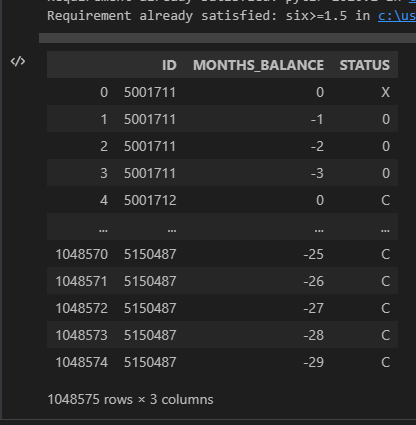 Requirement already satisfied: six>=1.5 in c:\us
</> ID MONTHS_BALANCE STATUS
0 5001711 0 X
1 5001711 -1 0
2 5001711 -2 0
3 5001711 -3 0
4 5001712 0 C
... ... ... ...
1048570 5150487 -25 C
1048571 5150487 -26 C
1048572 5150487 -27 C
1048573 5150487 -28 C
1048574 5150487 -29 C
1048575 rows × 3 columns